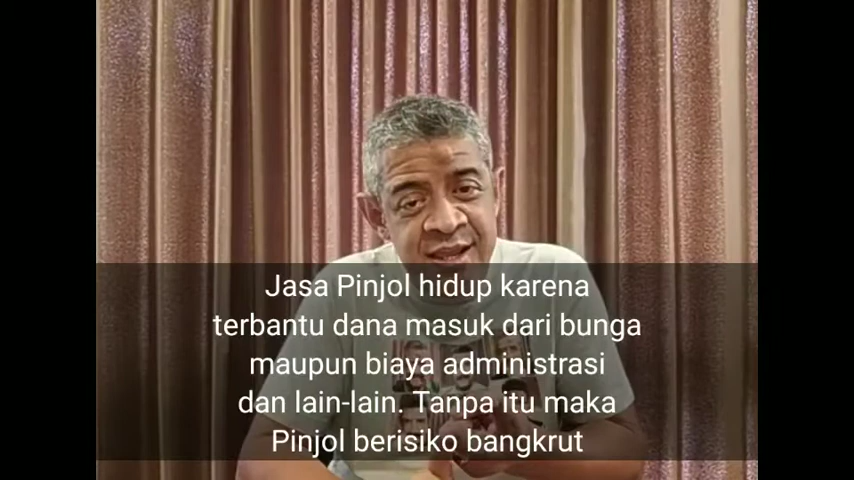 Jasa Pinjol hidup karena
terbantu dana masuk dari bunga
maupun biaya administrasi
dan lain-lain. Tanpa itu maka
Pinjol berisiko bangkrut